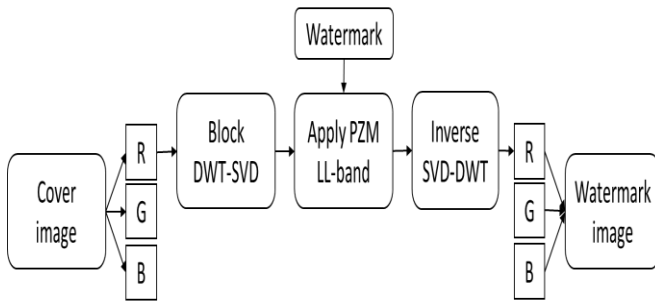 Watermark
Cover
image
R
G
B
Block
DWT-SVD
Apply PZM
LL-band
Inverse
SVD-DWT
R
G
B
Watermark
image